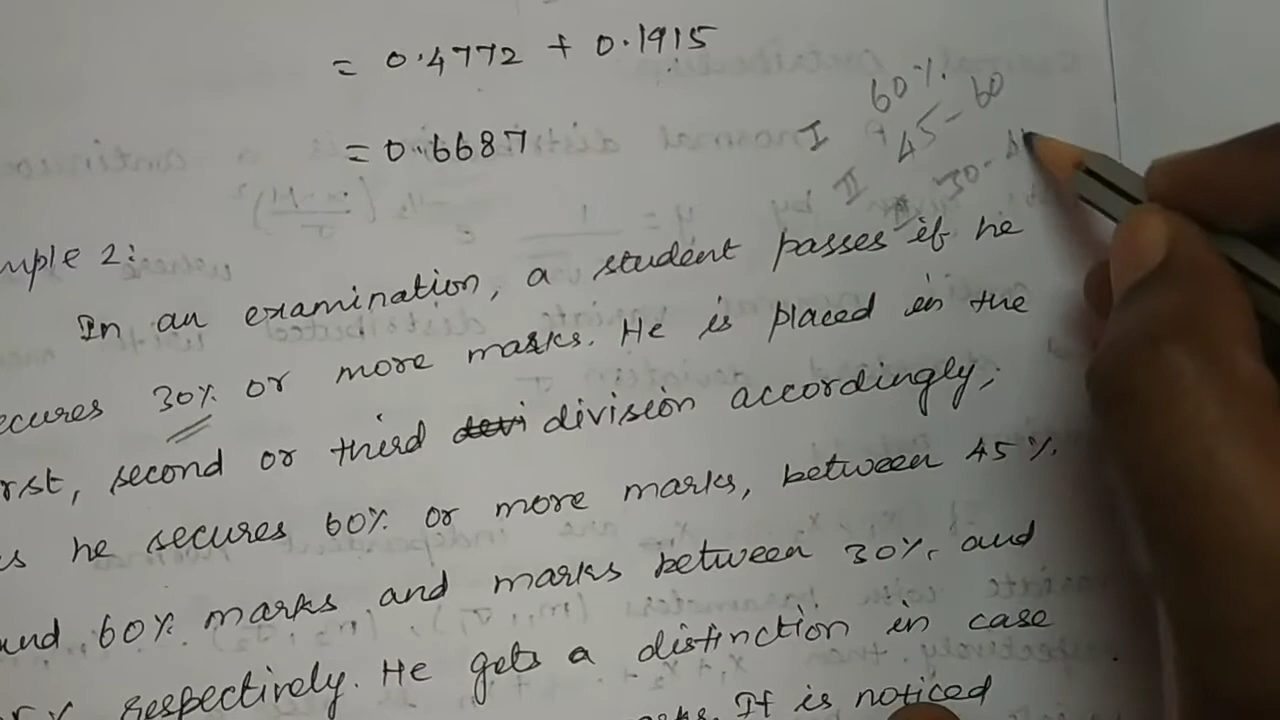 = 0.4772 + 0.1915
= 0.6687
I 60%
II 45-60
30-
mple 2:
In an examination, a student passes if he
ecures 30% or more marks. He is placed in the
rst, second or third division accordingly,
as he secures 60% or more marks, between 45%
and 60% marks and marks between 30% and
respectively. He gets a distinction in case
It is noticed